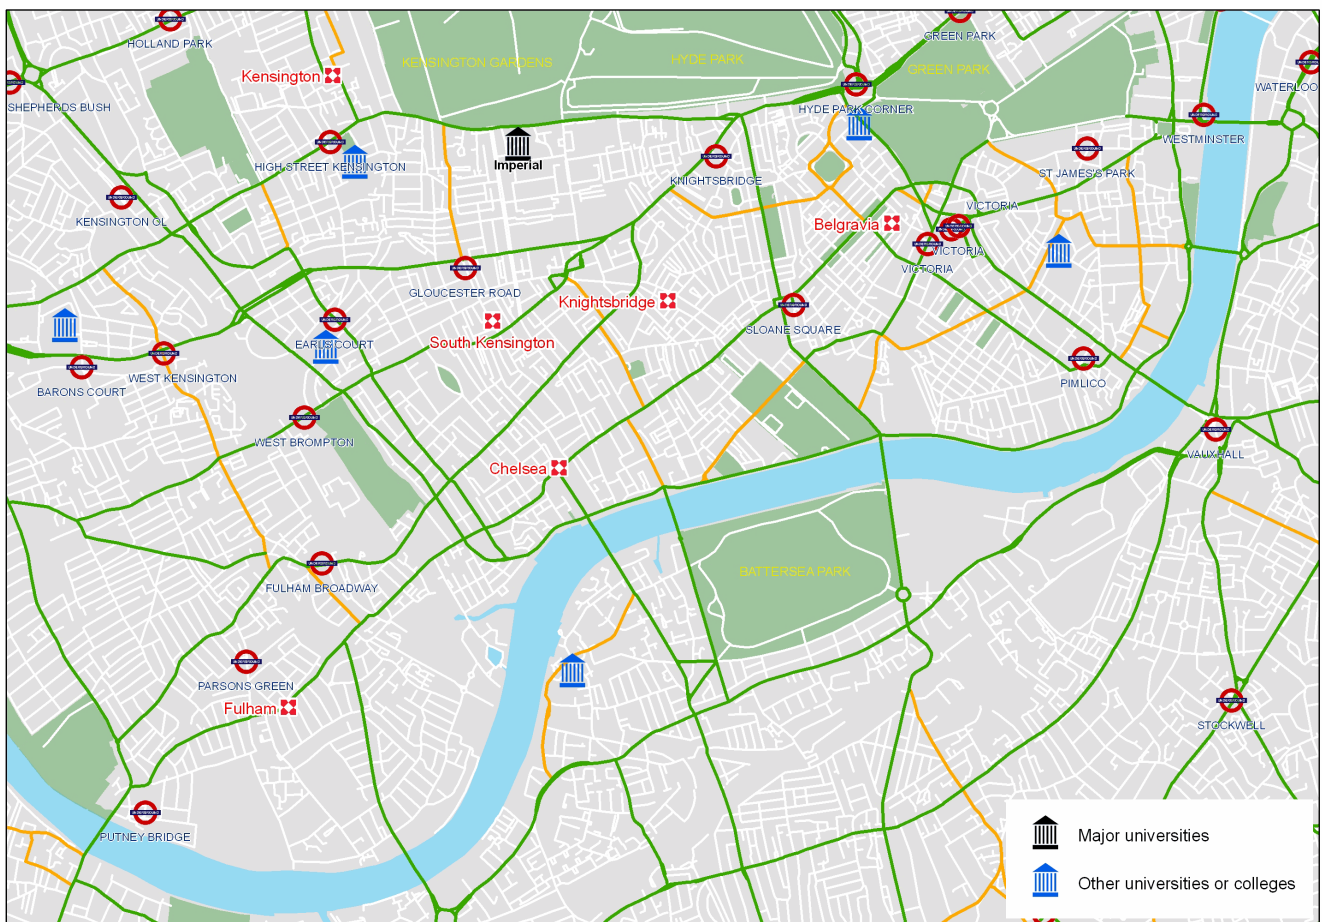 HOLLAND PARK
GREEN PARK
KENSINGTON GARDENS
HYDE PARK
GREEN PARK
Kensington
SHEPHERDS BUSH
WATERLOO
HYDE PARK CORNER
WESTMINSTER
HIGH STREET KENSINGTON
Imperial
KNIGHTSBRIDGE
ST JAMES'S PARK
KENSINGTON OL
VICTORIA
Belgravia
VICTORIA
VICTORIA
GLOUCESTER ROAD
Knightsbridge
SLOANE SQUARE
EARLS COURT
South Kensington
WEST KENSINGTON
BARONS COURT
PIMLICO
WEST BROMPTON
VAUXHALL
Chelsea
BATTERSEA PARK
FULHAM BROADWAY
PARSONS GREEN
Fulham
STOCKWELL
PUTNEY BRIDGE
Major universities
Other universities or colleges